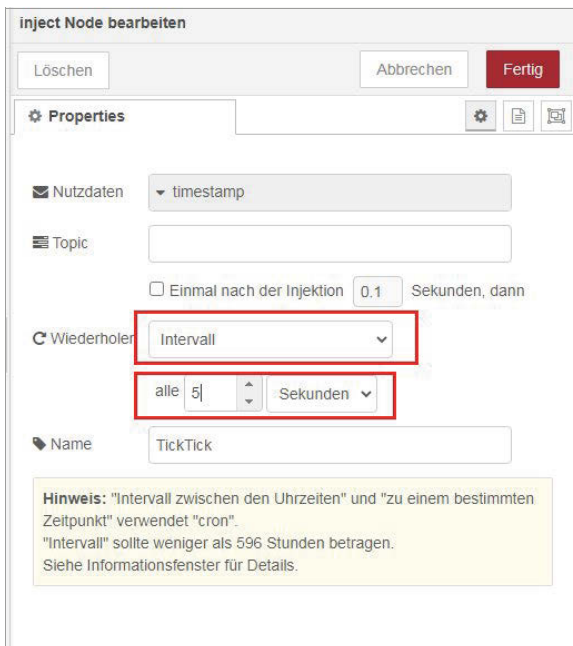 inject Node bearbeiten
Löschen
Abbrechen
Fertig
Properties
Nutzdaten
timestamp
Topic
Einmal nach der Injektion 0.1 Sekunden, dann
Wiederholen Intervall
alle 5 Sekunden
Name TickTick
Hinweis: "Intervall zwischen den Uhrzeiten" und "zu einem bestimmten
Zeitpunkt" verwendet "cron".
"Intervall" sollte weniger als 596 Stunden betragen.
Siehe Informationsfenster für Details.